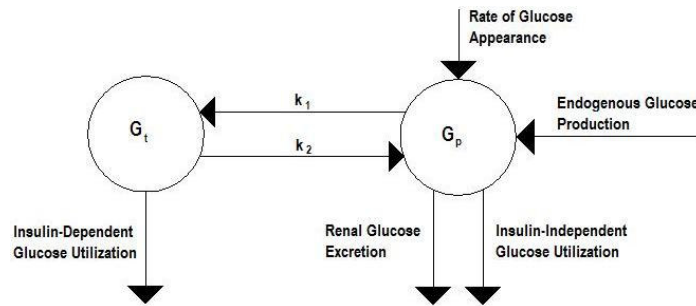 Rate of Glucose
Appearance
k1
G t
G p
Endogenous Glucose
Production
k 2
Insulin-Dependent
Glucose Utilization
Renal Glucose
Excretion
Insulin-Independent
Glucose Utilization